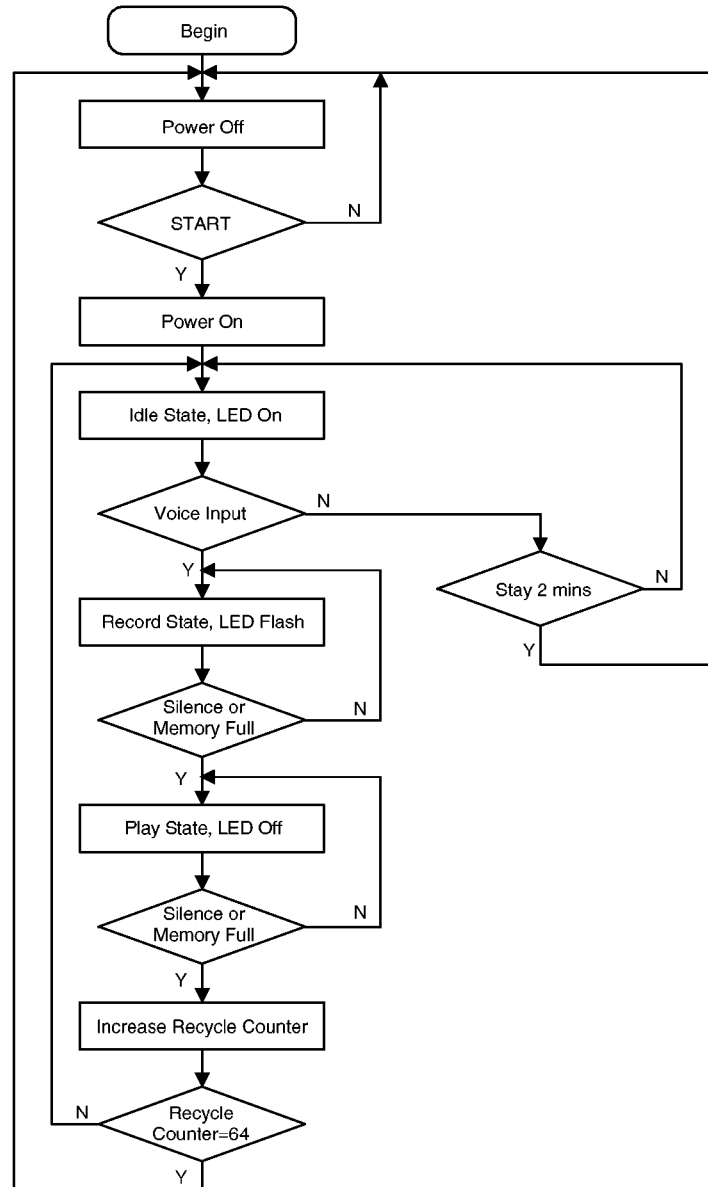 Begin
Power Off
START
N
Y
Power On
Idle State, LED On
Voice Input
N
Y
Stay 2 mins
N
Y
Record State, LED Flash
Silence or
Memory Full
N
Y
Play State, LED Off
Silence or
Memory Full
N
Y
Increase Recycle Counter
N
Recycle
Counter=64
Y